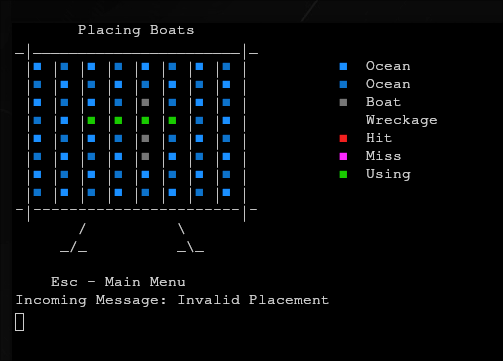 Placing Boats
Ocean
Ocean
Boat
Wreckage
Hit
Miss
Using
Esc - Main Menu
Incoming Message: Invalid Placement